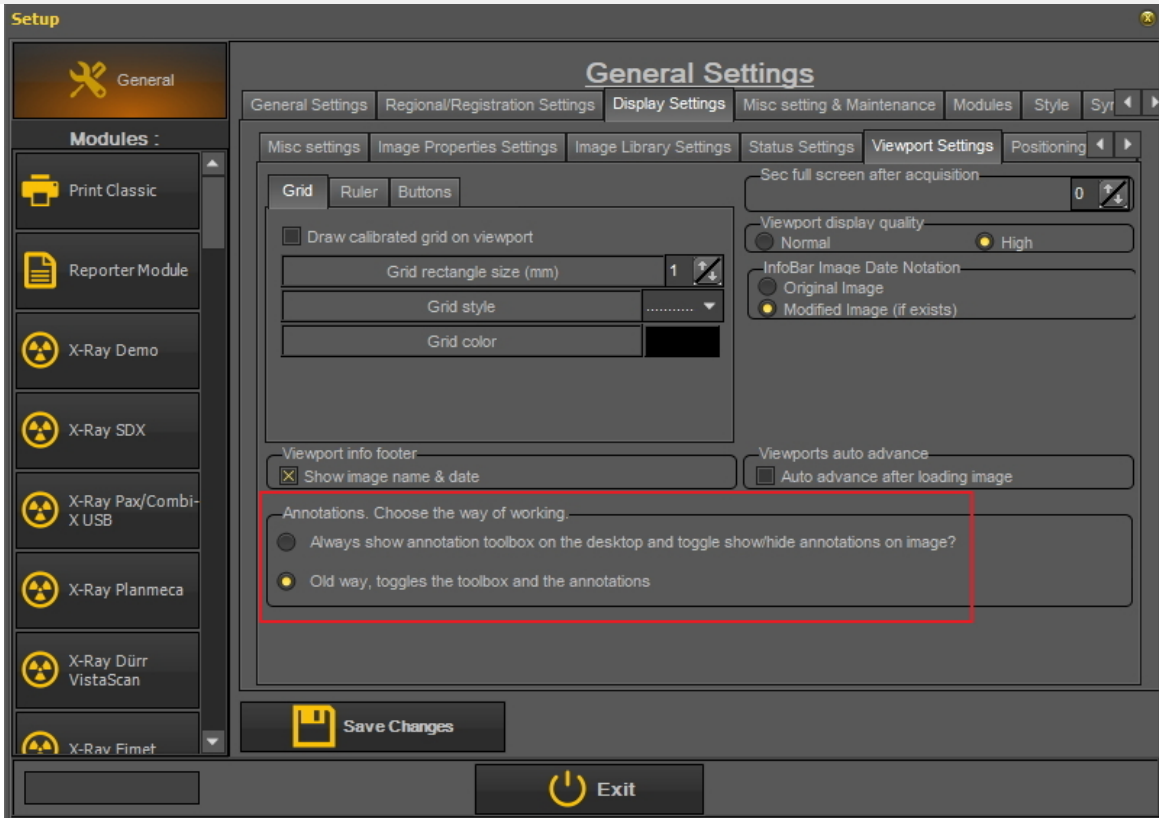 Setup
General
Modules :
Print Classic
Reporter Module
X-Ray Demo
X-Ray SDX
X-Ray Pax/Combi-
X USB
X-Ray Planmeca
X-Ray Dürr
VistaScan
X-Ray Fimet
General Settings
General Settings
Regional/Registration Settings
Display Settings
Misc setting & Maintenance
Modules
Style
Misc settings
Image Properties Settings
Image Library Settings
Status Settings
Viewport Settings
Positioning
Grid
Ruler
Buttons
Draw calibrated grid on viewport
Grid rectangle size (mm)
1
Grid style
...........
Grid color
Sec full screen after acquisition
0
Viewport display quality
Normal
High
InfoBar Image Date Notation
Original Image
Modified Image (if exists)
Viewport info footer
Show image name & date
Viewports auto advance
Auto advance after loading image
Annotations. Choose the way of working.
Always show annotation toolbox on the desktop and toggle show/hide annotations on image?
Old way, toggles the toolbox and the annotations
Save Changes
Exit